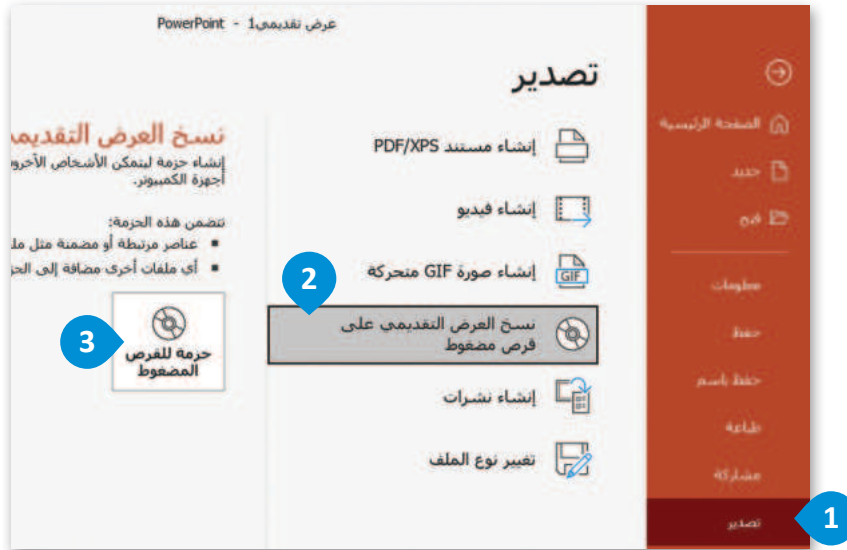 عرض تقديمي1 - PowerPoint
الصفحة الرئيسية
جديد
فتح
معلومات
حفظ
حفظ باسم
طباعة
مشاركة
تصدير
1
تصدير
إنشاء مستند PDF/XPS
إنشاء فيديو
إنشاء صورة GIF متحركة
GIF
2
نسخ العرض التقديمي على
قرص مضغوط
إنشاء نشرات
تغيير نوع الملف
نسخ العرض التقديمي
إنشاء حزمة ليتمكن الأشخاص
أجهزة الكمبيوتر.
تتضمن هذه الحزمة:
▪ عناصر مرتبطة أو مضمنة مثل
▪ أي ملفات أخرى مضافة إلى
3
حزمة للقرص
المضغوط